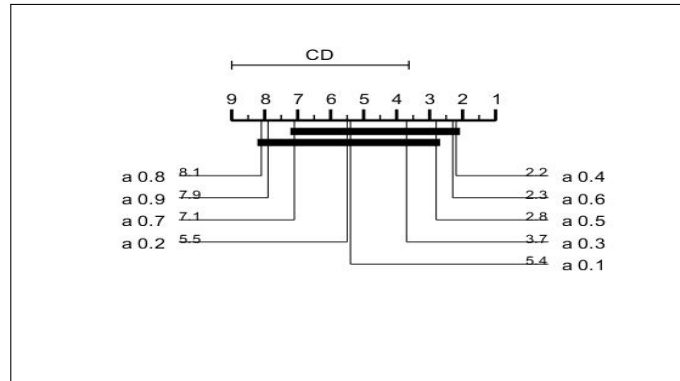 CD
9 8 7 6 5 4 3 2 1
a 0.8 8.1 2.2 a 0.4
a 0.9 7.9 2.3 a 0.6
a 0.7 7.1 2.8 a 0.5
a 0.2 5.5 3.7 a 0.3
5.4 a 0.1